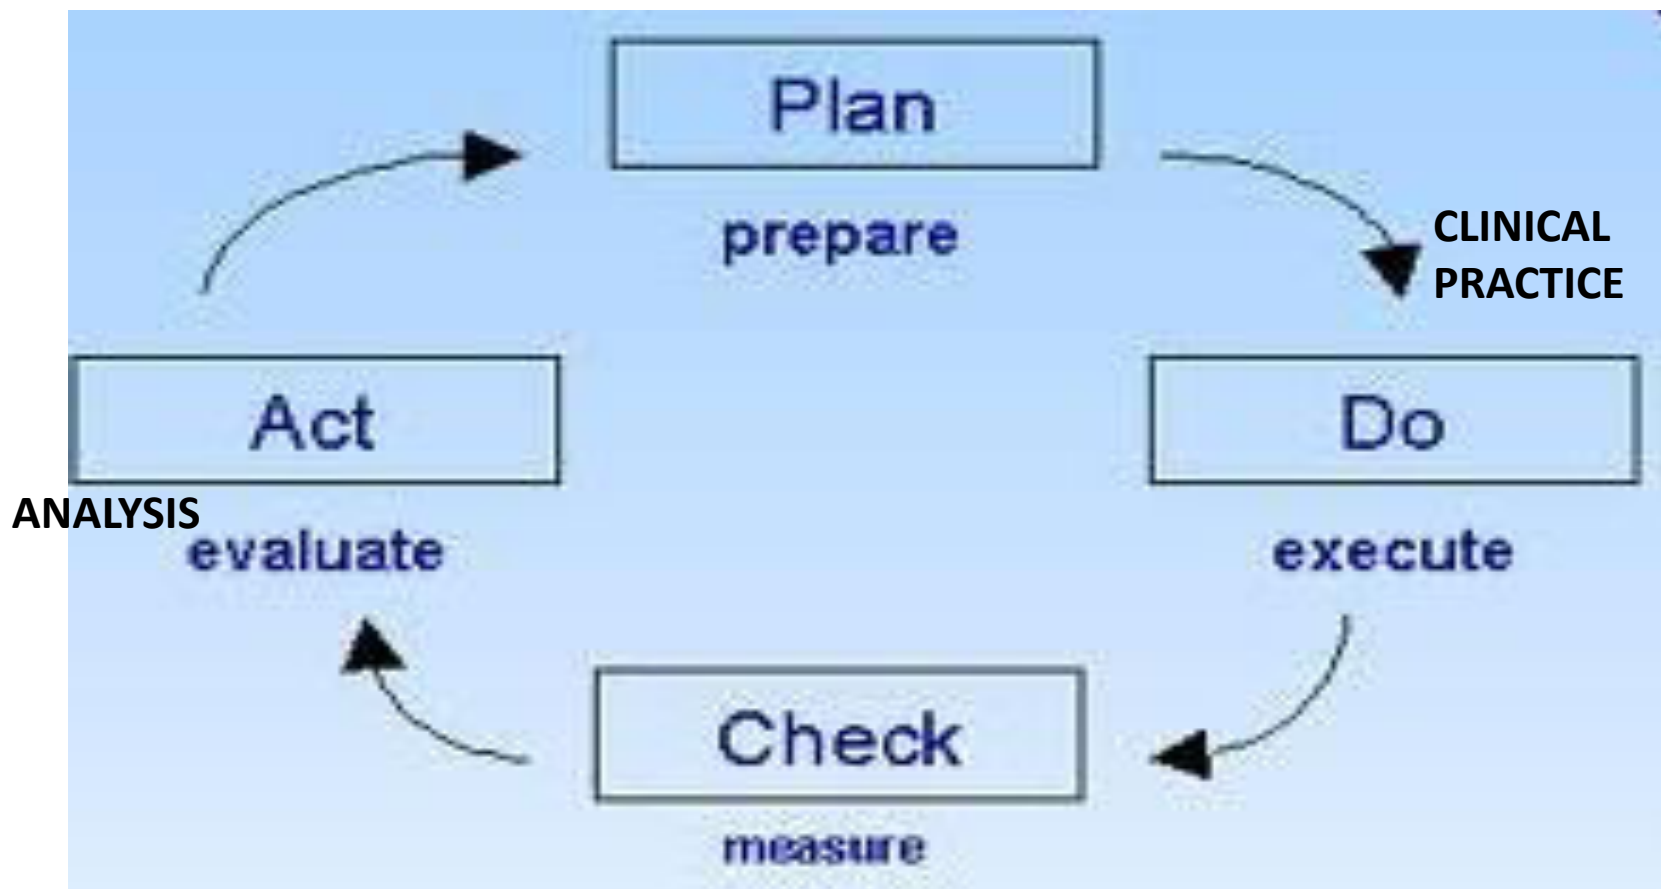 Plan
prepare
CLINICAL
PRACTICE
Act
Do
ANALYSIS
evaluate
execute
Check
measure